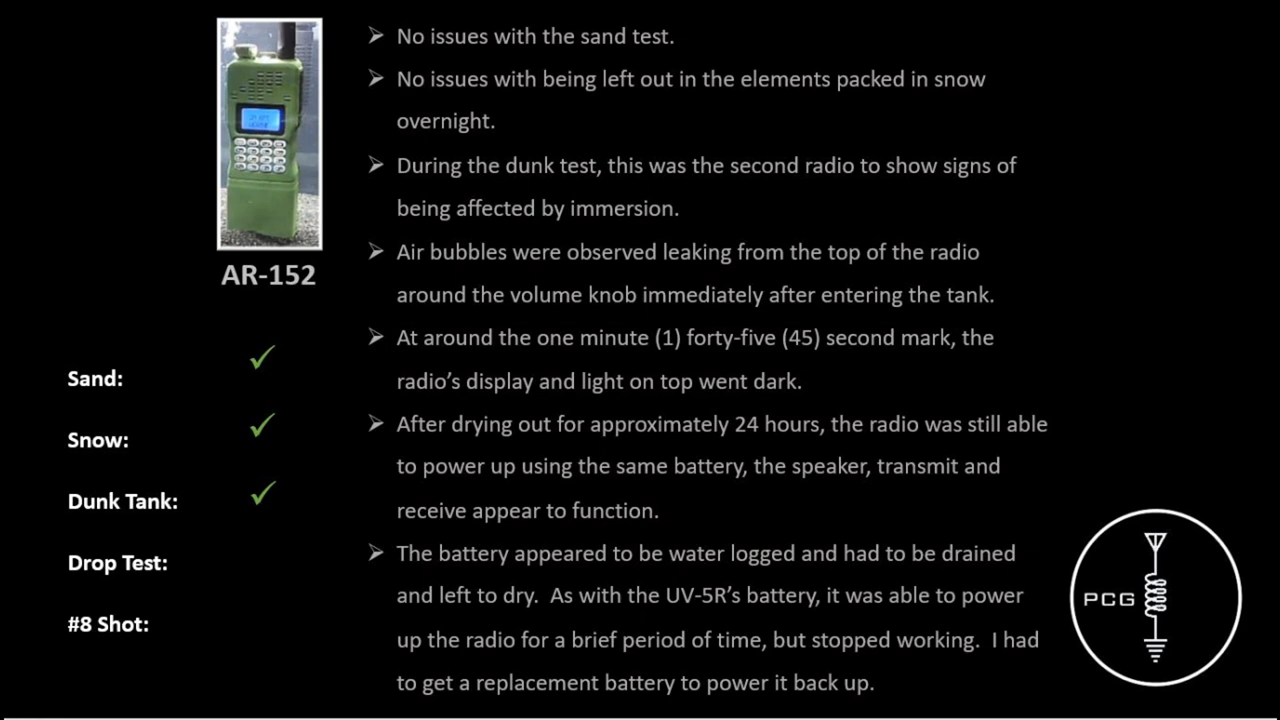 AR-152
Sand: ✓
Snow: ✓
Dunk Tank: ✓
Drop Test:
#8 Shot:
➢ No issues with the sand test.
➢ No issues with being left out in the elements packed in snow
overnight.
➢ During the dunk test, this was the second radio to show signs of
being affected by immersion.
➢ Air bubbles were observed leaking from the top of the radio
around the volume knob immediately after entering the tank.
➢ At around the one minute (1) forty-five (45) second mark, the
radio’s display and light on top went dark.
➢ After drying out for approximately 24 hours, the radio was still able
to power up using the same battery, the speaker, transmit and
receive appear to function.
➢ The battery appeared to be water logged and had to be drained
and left to dry.  As with the UV-5R’s battery, it was able to power
up the radio for a brief period of time, but stopped working.  I had
to get a replacement battery to power it back up.
PCG